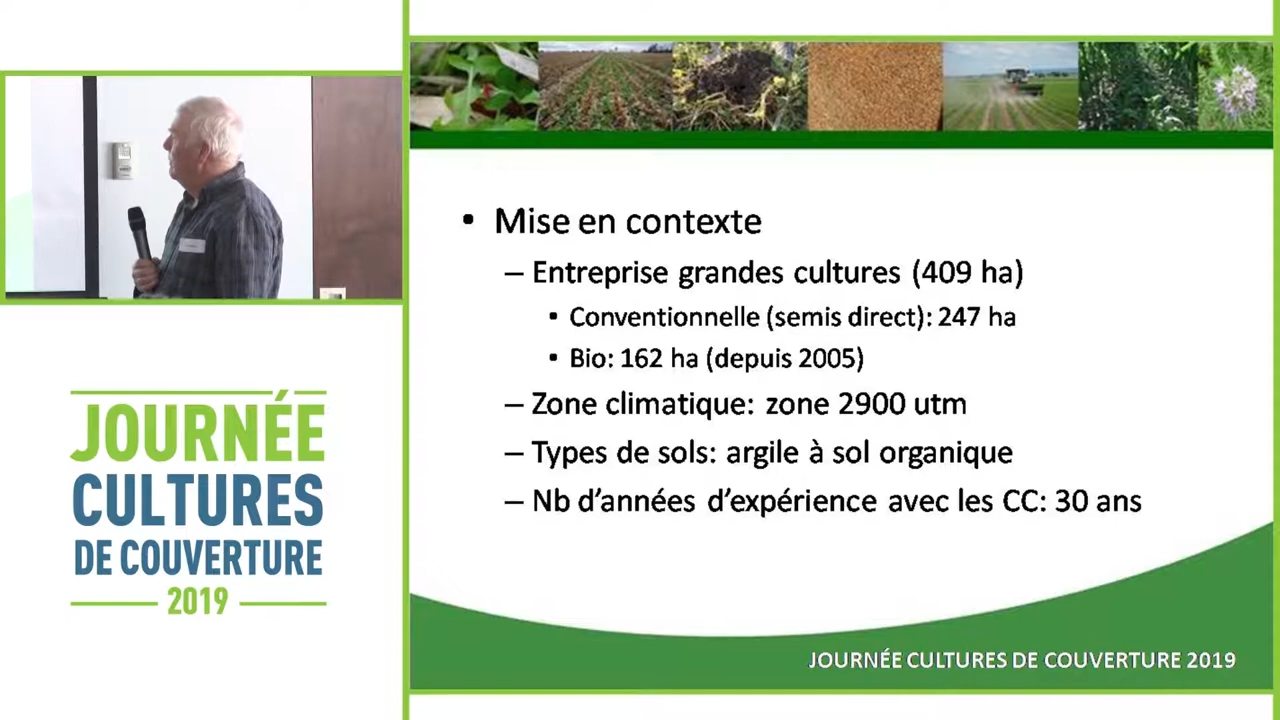 JOURNÉE
CULTURES
DE COUVERTURE
2019
• Mise en contexte
– Entreprise grandes cultures (409 ha)
• Conventionnelle (semis direct): 247 ha
• Bio: 162 ha (depuis 2005)
– Zone climatique: zone 2900 utm
– Types de sols: argile à sol organique
– Nb d'années d'expérience avec les CC: 30 ans
JOURNÉE CULTURES DE COUVERTURE 2019